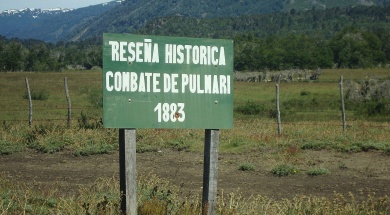 RESEÑA HISTORICA
COMBATE DE PULMARI
1883